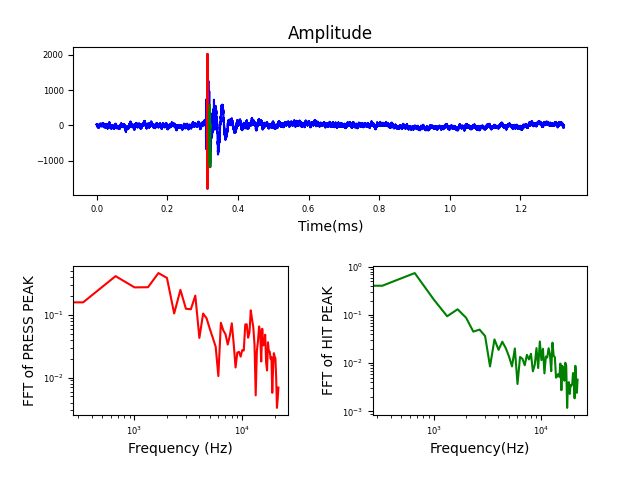 Amplitude
2000
1000
0
−1000
0.0 0.2 0.4 0.6 0.8 1.0 1.2
Time(ms)
FFT of PRESS PEAK
10⁻¹
10⁻²
10³ 10⁴
Frequency (Hz)
FFT of HIT PEAK
10⁰
10⁻¹
10⁻²
10⁻³
10³ 10⁴
Frequency(Hz)